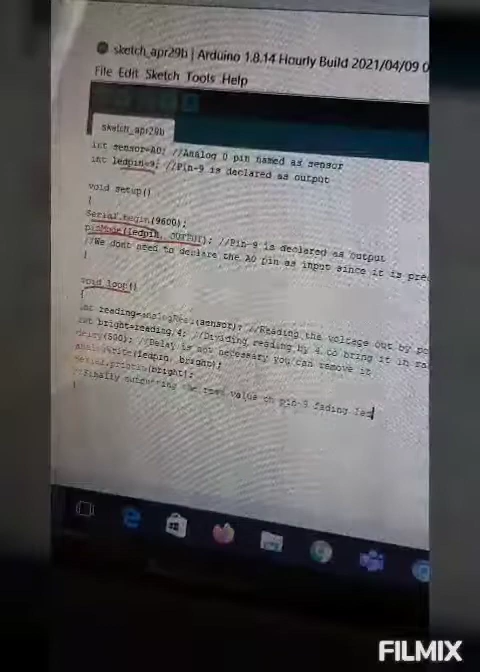 sketch_apr29b | Arduino 1.8.14 Hourly Build 2021/04/09 0
File Edit Sketch Tools Help
sketch_apr29b
int sensor=A0; //Analog 0 pin named as sensor
int ledpin=9; //Pin-9 is declared as output
void setup()
{
Serial.begin(9600);
pinMode(ledpin, OUTPUT); //Pin-9 is declared as output
//We dont need to declare the A0 pin as input since it is pre
}
void loop()
{
int reading=analogRead(sensor); //Reading the voltage out by po
int bright=reading/4; //Dividing reading by 4 to bring it in ra
delay(500); //Delay is not necessary you can remove it
analogWrite(ledpin, bright);
Serial.println(bright);
//Finally outputting the read value on pin-9 fading led
FILMIX